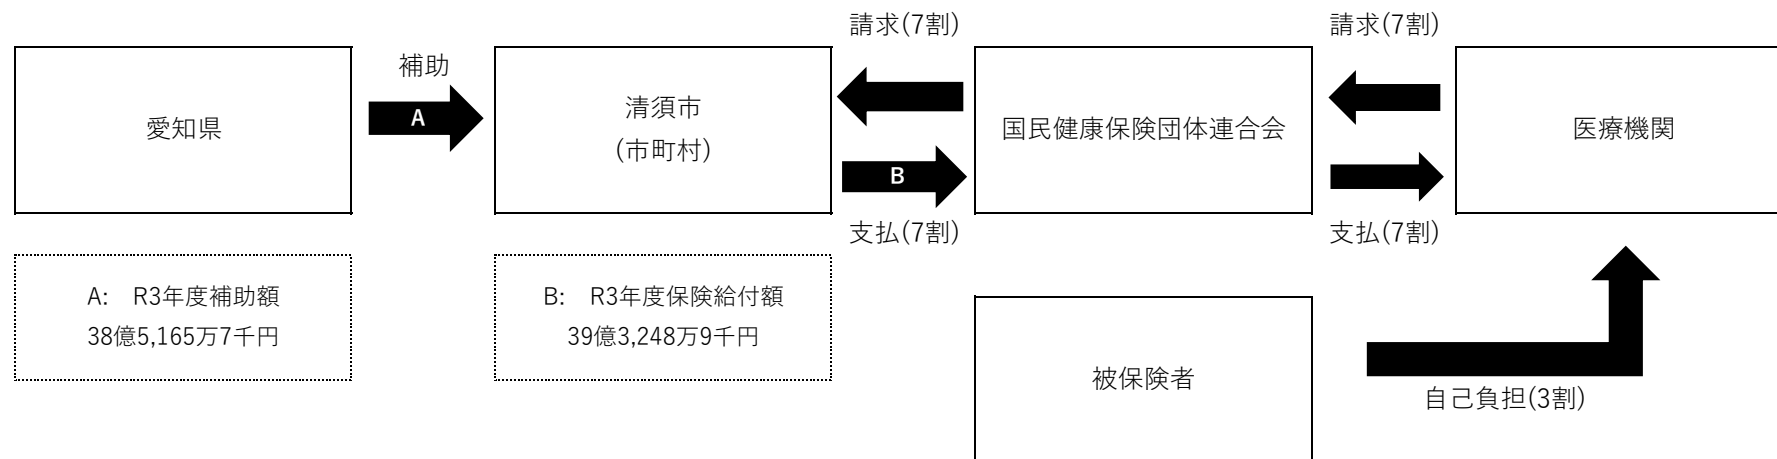 請求(7割)
請求(7割)
補助
愛知県
A
清須市
(市町村)
国民健康保険団体連合会
医療機関
B
支払(7割)
支払(7割)
A:　R3年度補助額
38億5,165万7千円
B:　R3年度保険給付額
39億3,248万9千円
被保険者
自己負担(3割)